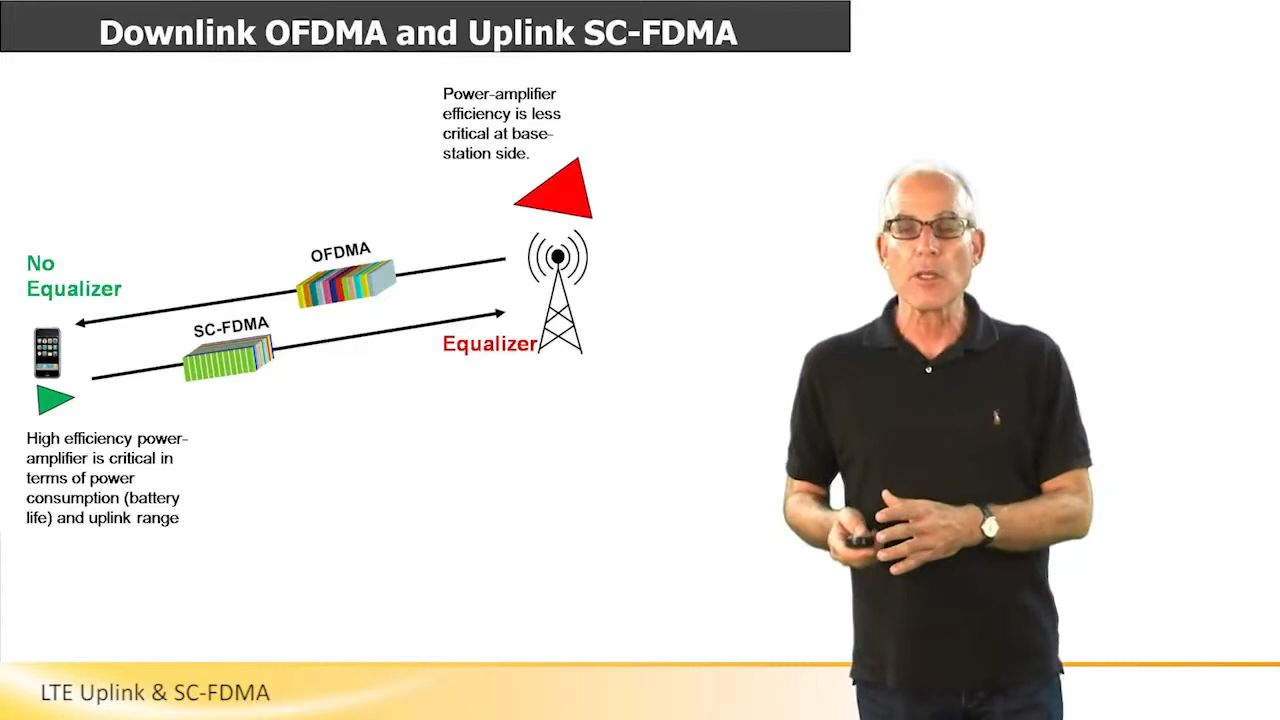 Downlink OFDMA and Uplink SC-FDMA
Power-amplifier
efficiency is less
critical at base-
station side.
No
Equalizer
OFDMA
SC-FDMA
Equalizer
High efficiency power-
amplifier is critical in
terms of power
consumption (battery
life) and uplink range
LTE Uplink & SC-FDMA